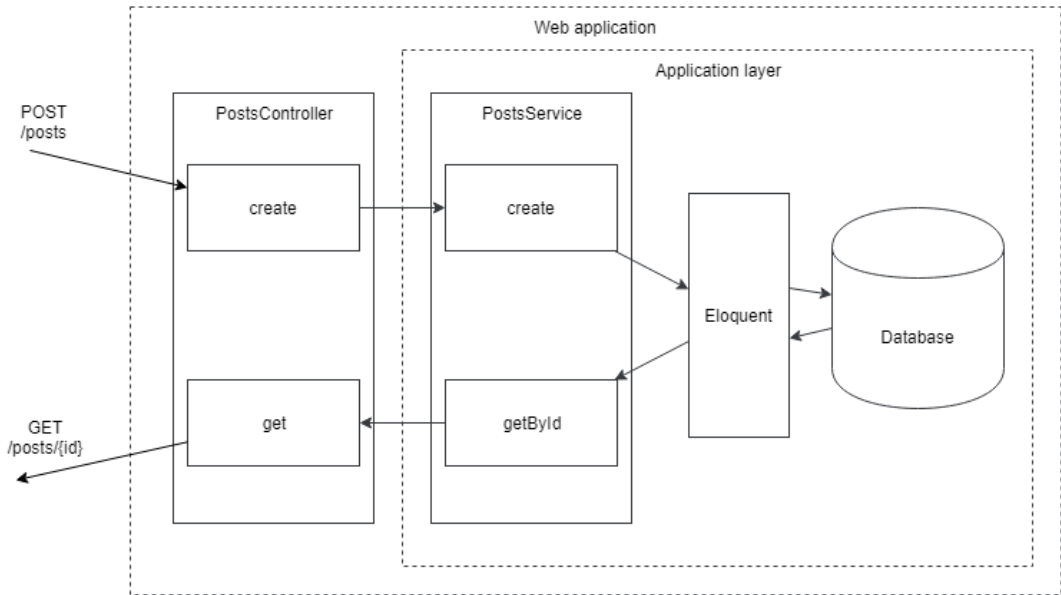 Web application
Application layer
POST
/posts
PostsController
PostsService
create
create
Eloquent
Database
GET
/posts/{id}
get
getById